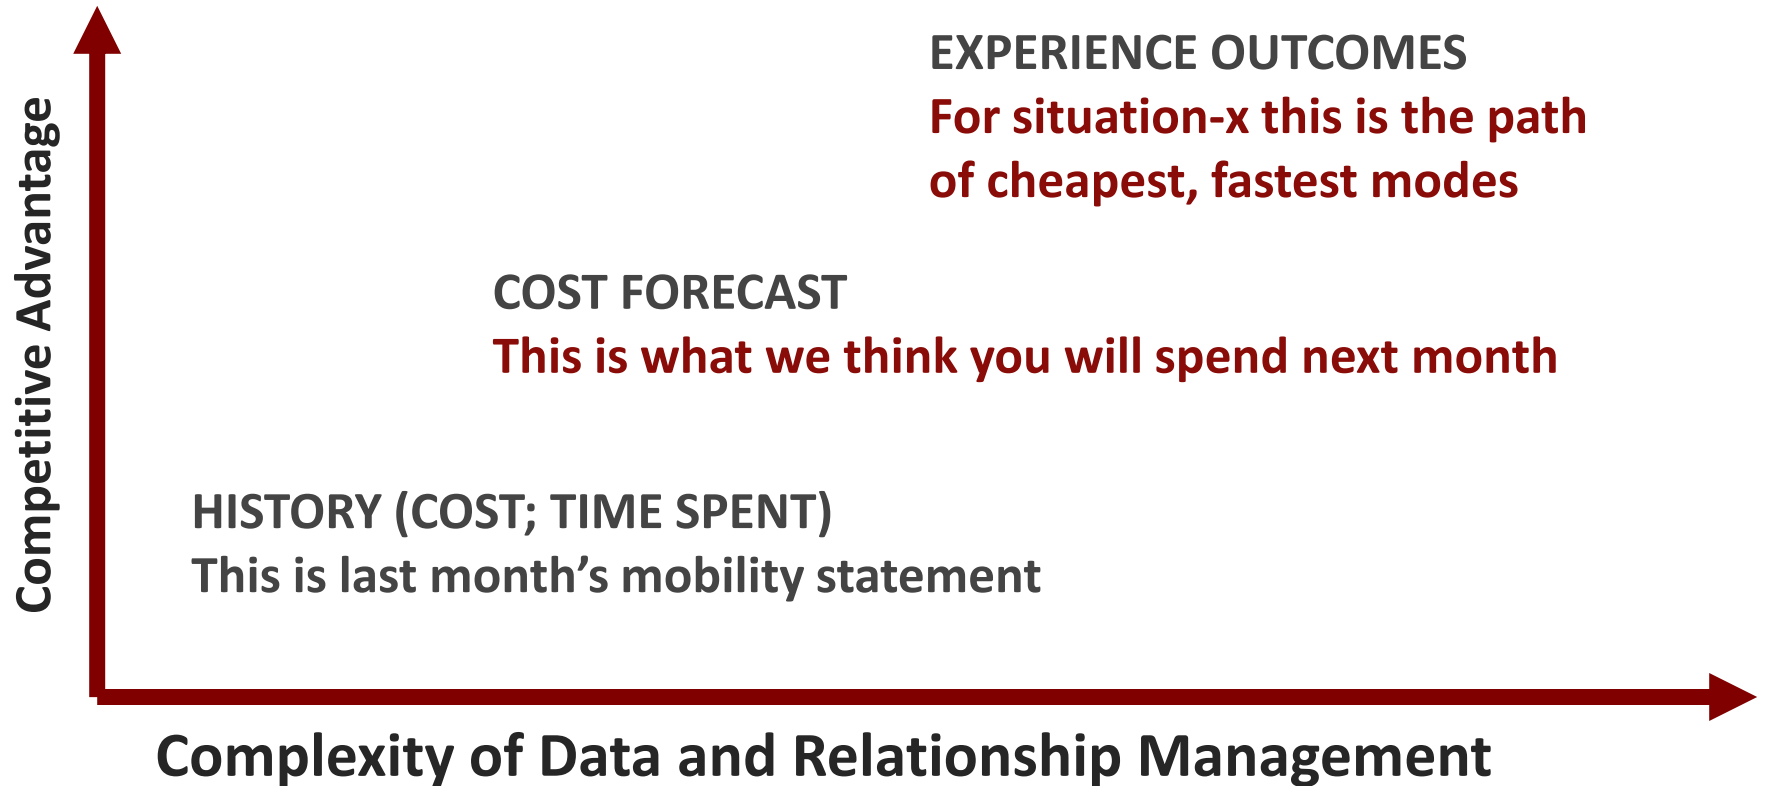 EXPERIENCE OUTCOMES
For situation-x this is the path
of cheapest, fastest modes
COST FORECAST
This is what we think you will spend next month
HISTORY (COST; TIME SPENT)
This is last month’s mobility statement
Competitive Advantage
Complexity of Data and Relationship Management